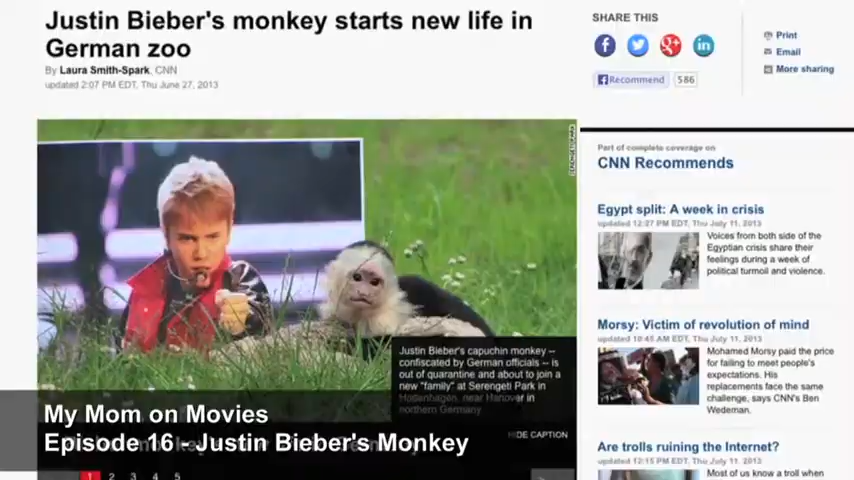 Justin Bieber's monkey starts new life in
German zoo
By Laura Smith-Spark, CNN
updated 2:07 PM EDT, Thu June 27, 2013
SHARE THIS
Recommend 586
Print
Email
More sharing
Part of complete coverage on
CNN Recommends
Egypt split: A week in crisis
updated 12:27 PM EDT, Thu July 11, 2013
Voices from both side of the
Egyptian crisis share their
feelings during a week of
political turmoil and violence.
Morsy: Victim of revolution of mind
updated 10:45 AM EDT, Thu July 11, 2013
Mohamed Morsy paid the price
for failing to meet people's
expectations. His
replacements face the same
challenge, says CNN's Ben
Wedeman.
Are trolls ruining the Internet?
updated 12:15 PM EDT, Thu July 11, 2013
Most of us know a troll when
Justin Bieber's capuchin monkey --
confiscated by German officials -- is
out of quarantine and about to join a
new "family" at Serengeti Park in
Hodenhagen, near Hanover in
northern Germany
HIDE CAPTION
My Mom on Movies
Episode 16 - Justin Bieber's Monkey
1 2 3 4 5